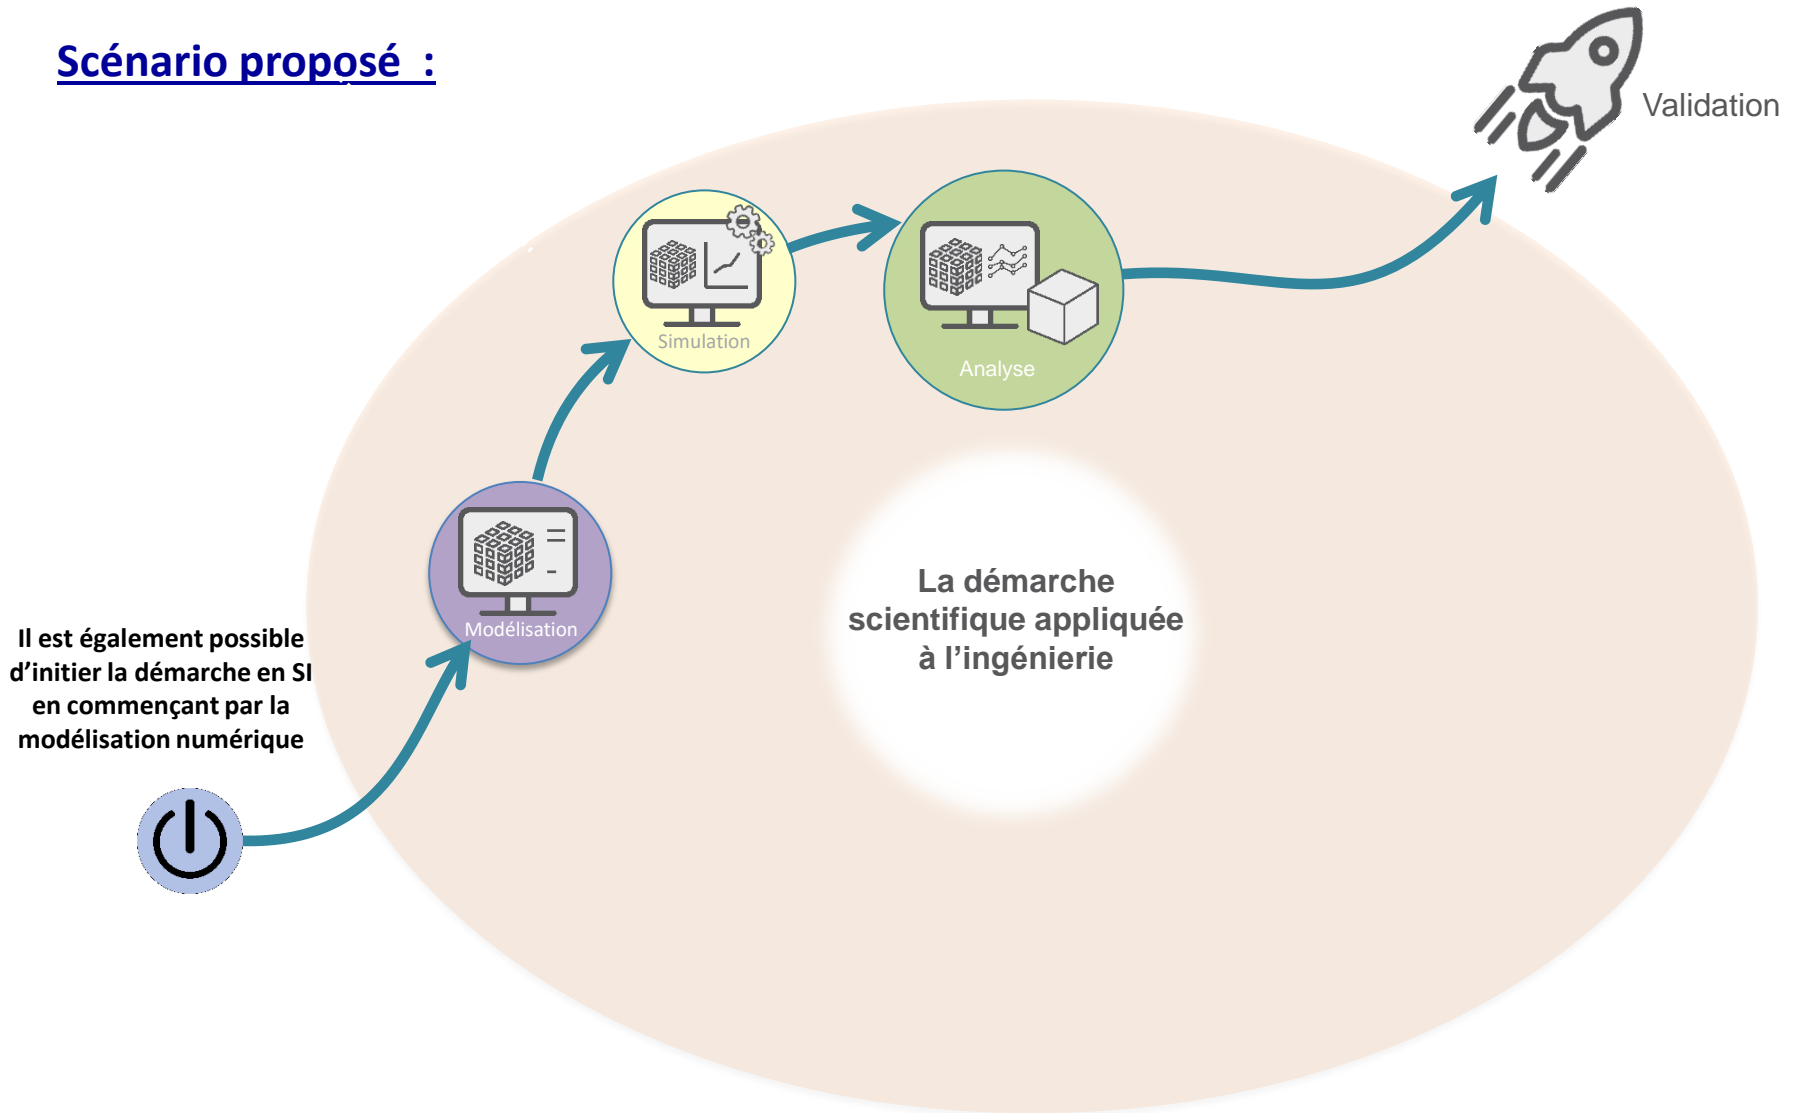 Scénario proposé :
Validation
Simulation
Analyse
Modélisation
Il est également possible
d’initier la démarche en SI
en commençant par la
modélisation numérique
La démarche
scientifique appliquée
à l’ingénierie